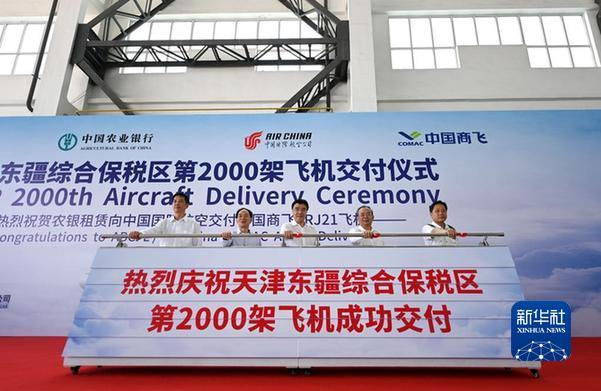 中国农业银行
AGRICULTURAL BANK OF CHINA
AIR CHINA
中国国际航空公司
COMAC 中国商飞
东疆综合保税区第2000架飞机交付仪式
2000th Aircraft Delivery Ceremony
热烈祝贺农银租赁向中国国际航空交付中国商飞ARJ21飞机
热烈庆祝天津东疆综合保税区
第2000架飞机成功交付
新华社
XINHUA NEWS